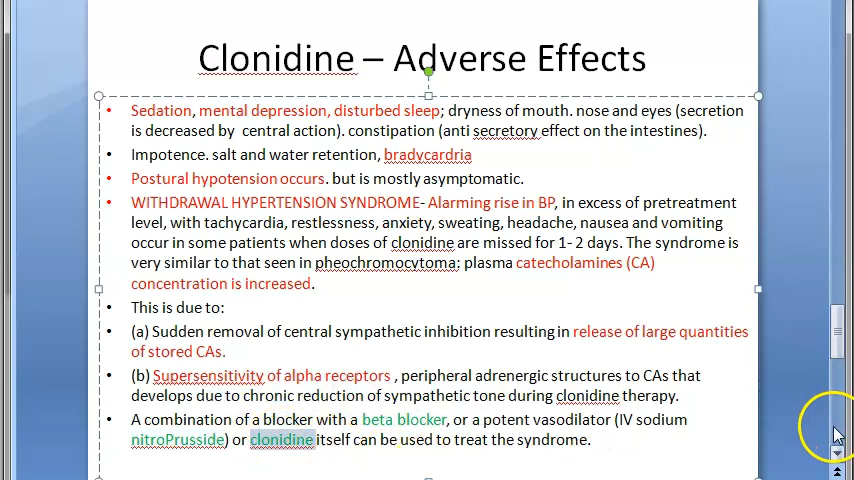 Clonidine – Adverse Effects
• Sedation, mental depression, disturbed sleep; dryness of mouth. nose and eyes (secretion
is decreased by central action). constipation (anti secretory effect on the intestines).
• Impotence. salt and water retention, bradycardria
• Postural hypotension occurs. but is mostly asymptomatic.
• WITHDRAWAL HYPERTENSION SYNDROME- Alarming rise in BP, in excess of pretreatment
level, with tachycardia, restlessness, anxiety, sweating, headache, nausea and vomiting
occur in some patients when doses of clonidine are missed for 1- 2 days. The syndrome is
very similar to that seen in pheochromocytoma: plasma catecholamines (CA)
concentration is increased.
• This is due to:
• (a) Sudden removal of central sympathetic inhibition resulting in release of large quantities
of stored CAs.
• (b) Supersensitivity of alpha receptors , peripheral adrenergic structures to CAs that
develops due to chronic reduction of sympathetic tone during clonidine therapy.
• A combination of a blocker with a beta blocker, or a potent vasodilator (IV sodium
nitroPrusside) or clonidine itself can be used to treat the syndrome.